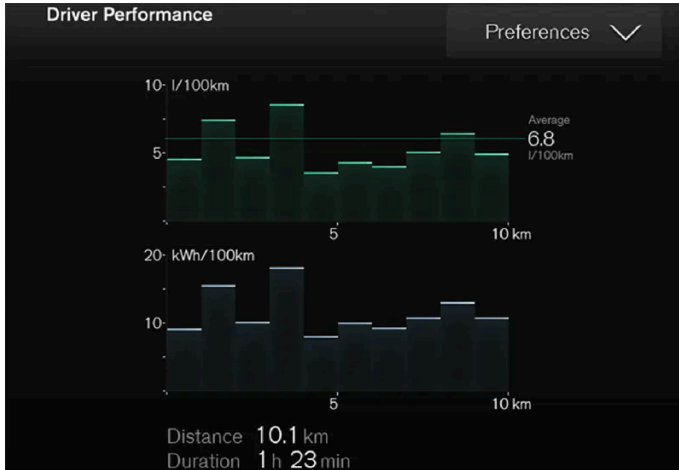 Driver Performance
Preferences
10 l/100km
Average
6.8
l/100km
5
5
10 km
20 kWh/100km
10
5
10 km
Distance 10.1 km
Duration 1 h 23 min